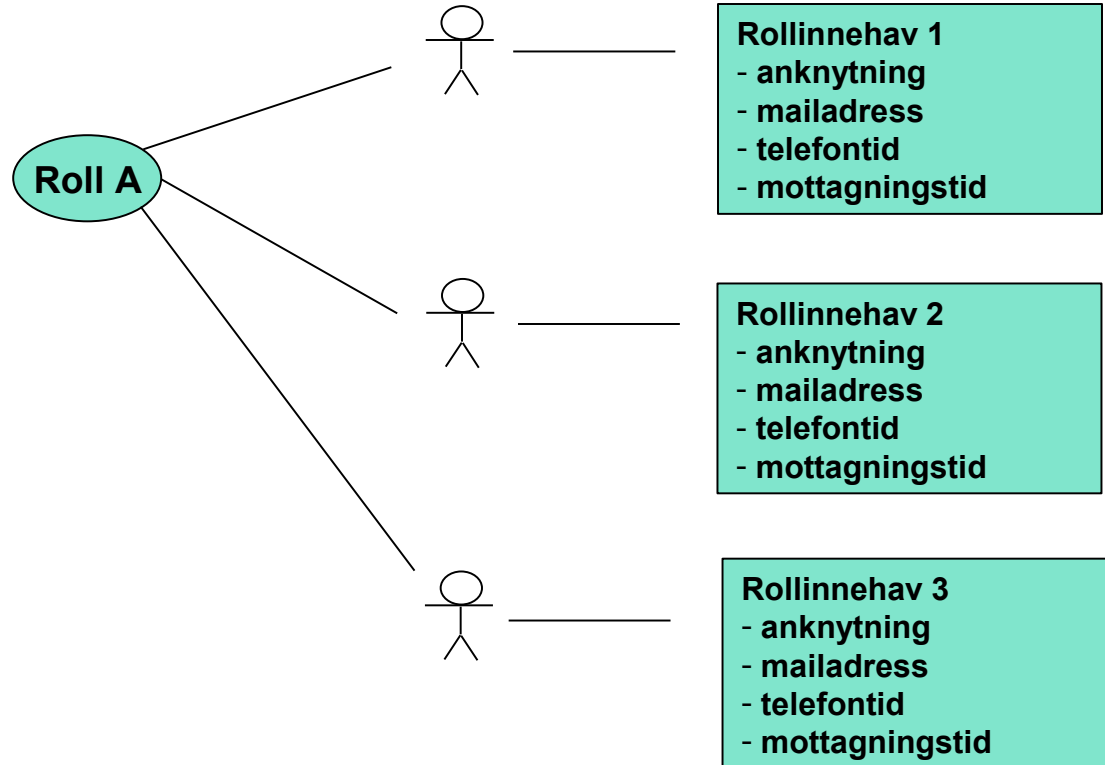 Roll A
Rollinnehav 1
- anknytning
- mailadress
- telefontid
- mottagningstid
Rollinnehav 2
- anknytning
- mailadress
- telefontid
- mottagningstid
Rollinnehav 3
- anknytning
- mailadress
- telefontid
- mottagningstid